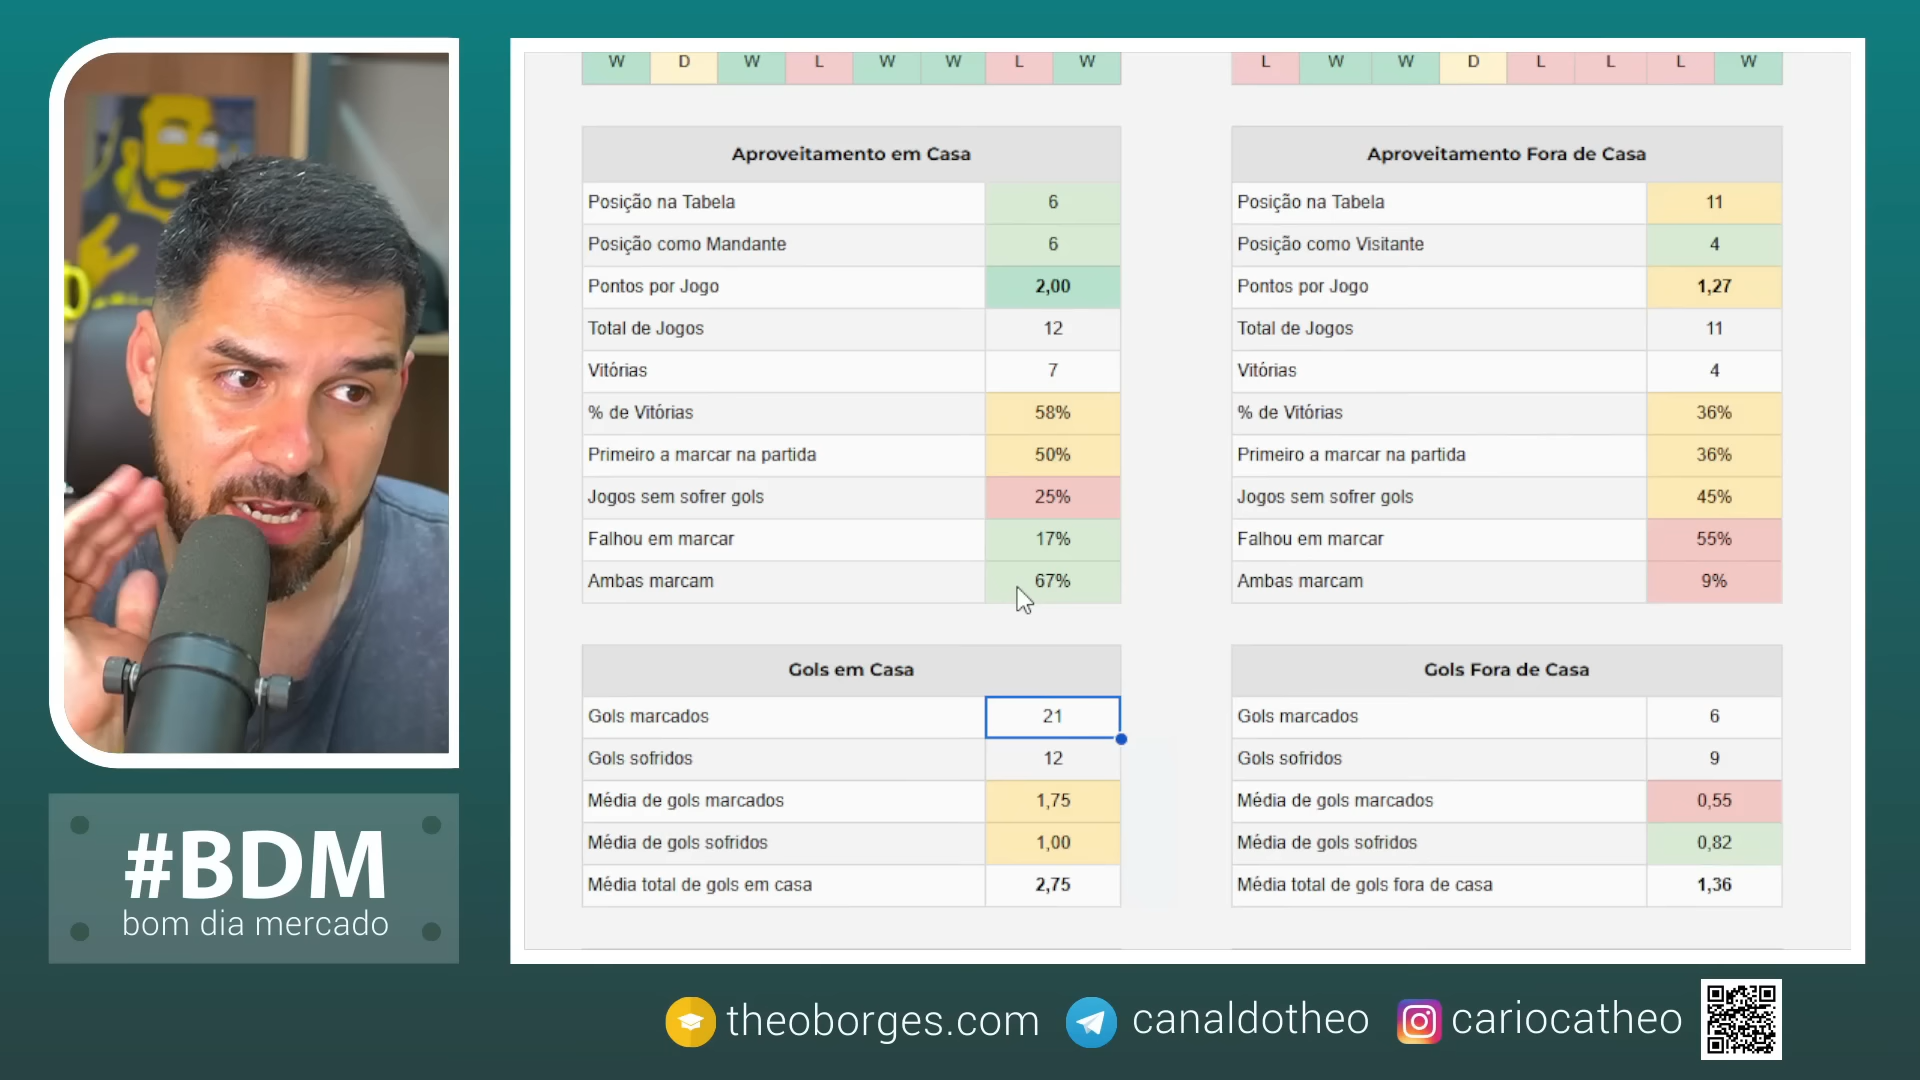 W D W L W W L W
L W W D L L L W
Aproveitamento em Casa
Posição na Tabela 6
Posição como Mandante 6
Pontos por Jogo 2,00
Total de Jogos 12
Vitórias 7
% de Vitórias 58%
Primeiro a marcar na partida 50%
Jogos sem sofrer gols 25%
Falhou em marcar 17%
Ambas marcam 67%
Aproveitamento Fora de Casa
Posição na Tabela 11
Posição como Visitante 4
Pontos por Jogo 1,27
Total de Jogos 11
Vitórias 4
% de Vitórias 36%
Primeiro a marcar na partida 36%
Jogos sem sofrer gols 45%
Falhou em marcar 55%
Ambas marcam 9%
Gols em Casa
Gols marcados 21
Gols sofridos 12
Média de gols marcados 1,75
Média de gols sofridos 1,00
Média total de gols em casa 2,75
Gols Fora de Casa
Gols marcados 6
Gols sofridos 9
Média de gols marcados 0,55
Média de gols sofridos 0,82
Média total de gols fora de casa 1,36
#BDM
bom dia mercado
theoborges.com canaldotheo cariocatheo